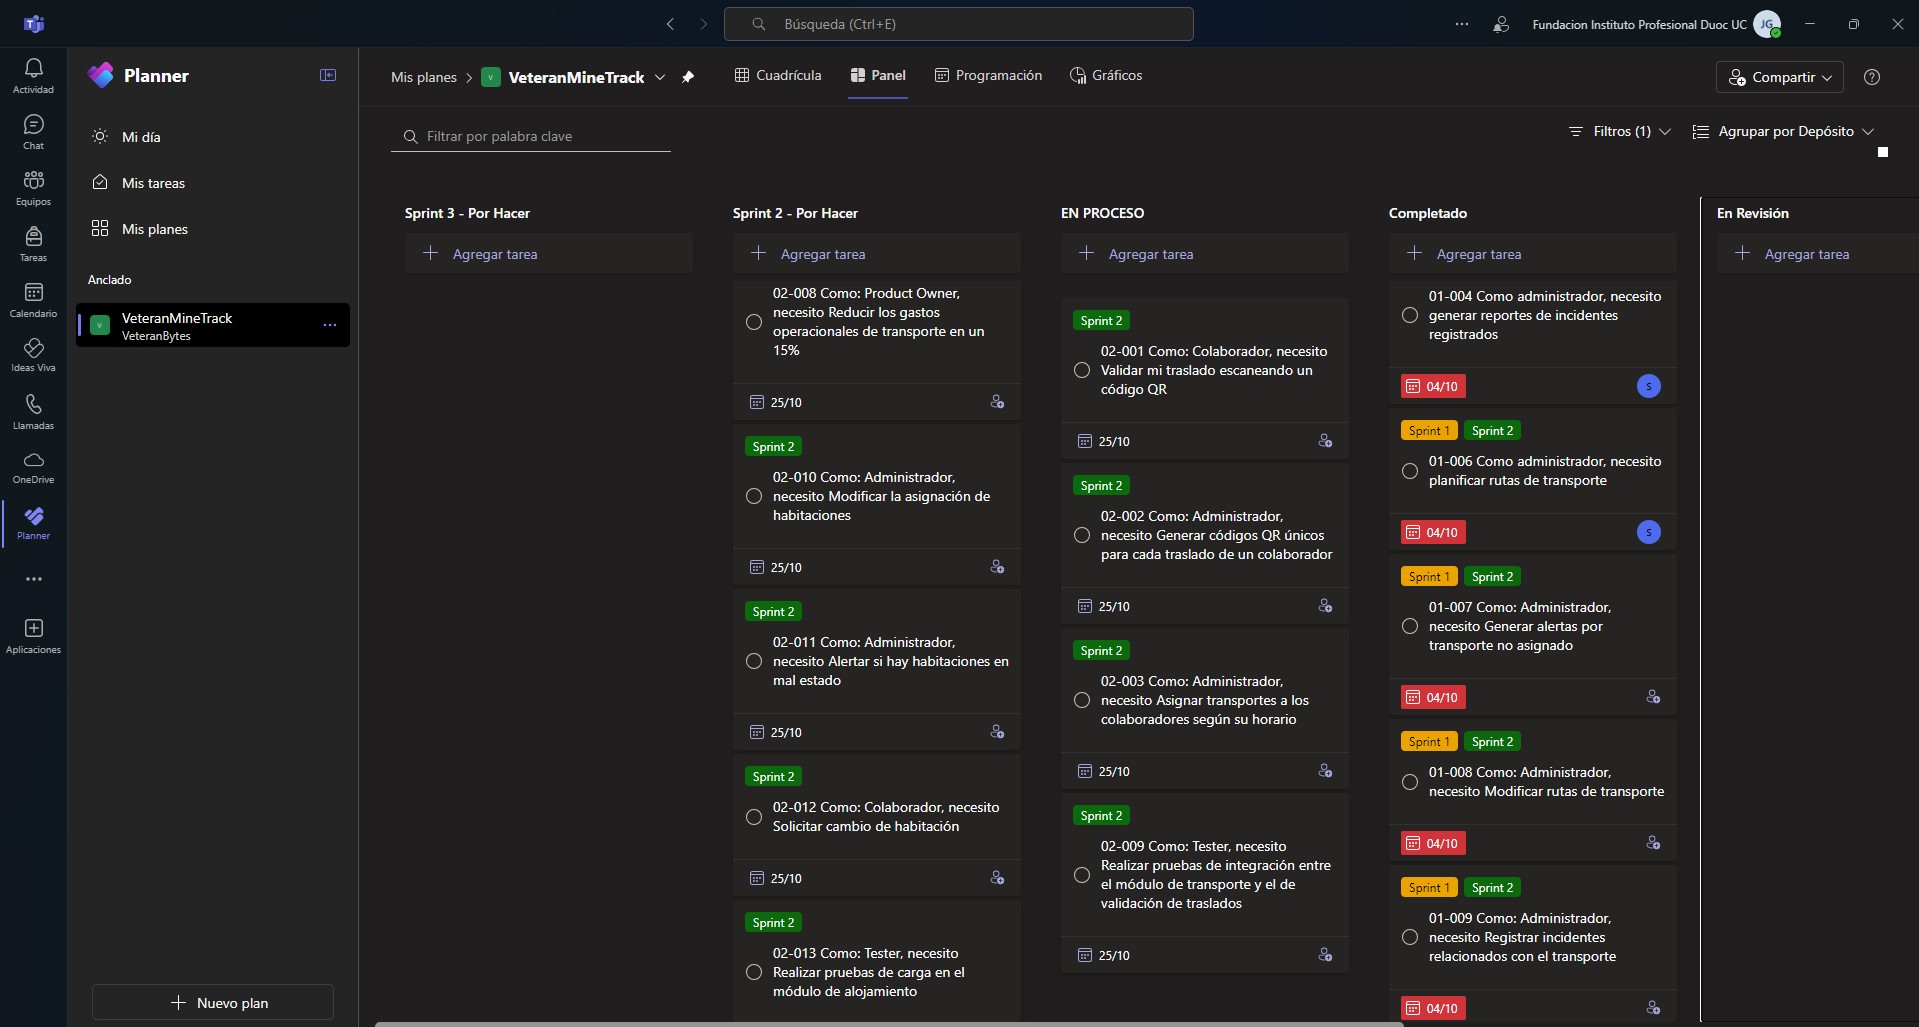 Búsqueda (Ctrl+E)
Fundacion Instituto Profesional Duoc UC
JG
Actividad
Chat
Equipos
Tareas
Calendario
Ideas Viva
Llamadas
OneDrive
Planner
Aplicaciones
Planner
Mi día
Mis tareas
Mis planes
Anclado
V
VeteranMineTrack
VeteranBytes
Nuevo plan
Mis planes
V
VeteranMineTrack
Cuadrícula
Panel
Programación
Gráficos
Compartir
Filtrar por palabra clave
Filtros (1)
Agrupar por Depósito
Sprint 3 - Por Hacer
Agregar tarea
Sprint 2 - Por Hacer
Agregar tarea
02-008 Como: Product Owner,
necesito Reducir los gastos
operacionales de transporte en un
15%
25/10
Sprint 2
02-010 Como: Administrador,
necesito Modificar la asignación de
habitaciones
25/10
Sprint 2
02-011 Como: Administrador,
necesito Alertar si hay habitaciones en
mal estado
25/10
Sprint 2
02-012 Como: Colaborador, necesito
Solicitar cambio de habitación
25/10
Sprint 2
02-013 Como: Tester, necesito
Realizar pruebas de carga en el
módulo de alojamiento
EN PROCESO
Agregar tarea
Sprint 2
02-001 Como: Colaborador, necesito
Validar mi traslado escaneando un
código QR
25/10
Sprint 2
02-002 Como: Administrador,
necesito Generar códigos QR únicos
para cada traslado de un colaborador
25/10
Sprint 2
02-003 Como: Administrador,
necesito Asignar transportes a los
colaboradores según su horario
25/10
Sprint 2
02-009 Como: Tester, necesito
Realizar pruebas de integración entre
el módulo de transporte y el de
validación de traslados
25/10
Completado
Agregar tarea
01-004 Como administrador, necesito
generar reportes de incidentes
registrados
04/10
S
Sprint 1 Sprint 2
01-006 Como administrador, necesito
planificar rutas de transporte
04/10
S
Sprint 1 Sprint 2
01-007 Como: Administrador,
necesito Generar alertas por
transporte no asignado
04/10
Sprint 1 Sprint 2
01-008 Como: Administrador,
necesito Modificar rutas de transporte
04/10
Sprint 1 Sprint 2
01-009 Como: Administrador,
necesito Registrar incidentes
relacionados con el transporte
04/10
En Revisión
Agregar tarea